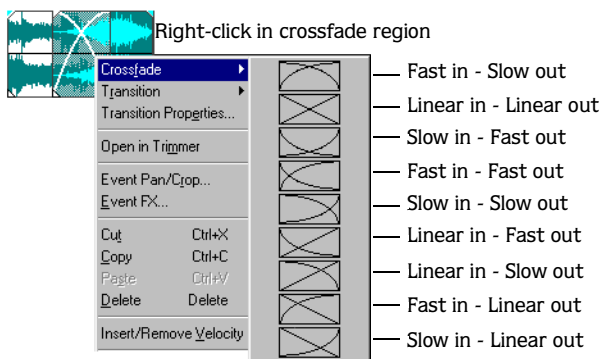 Right-click in crossfade region
Crossfade
Transition
Transition Properties...
Open in Trimmer
Event Pan/Crop...
Event FX...
Cut Ctrl+X
Copy Ctrl+C
Paste Ctrl+V
Delete Delete
Insert/Remove Velocity
Fast in - Slow out
Linear in - Linear out
Slow in - Fast out
Fast in - Fast out
Slow in - Slow out
Linear in - Fast out
Linear in - Slow out
Fast in - Linear out
Slow in - Linear out